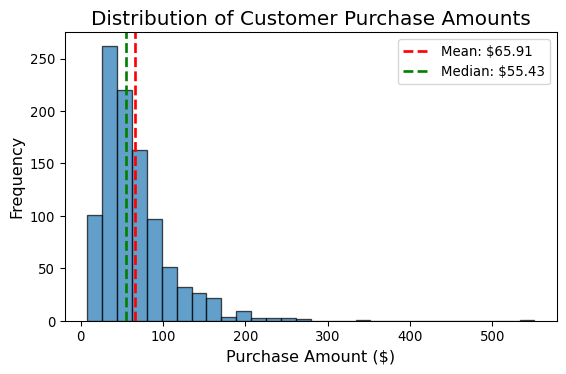 Distribution of Customer Purchase Amounts
Mean: $65.91
Median: $55.43
250
200
150
100
50
0
Frequency
0 100 200 300 400 500
Purchase Amount ($)